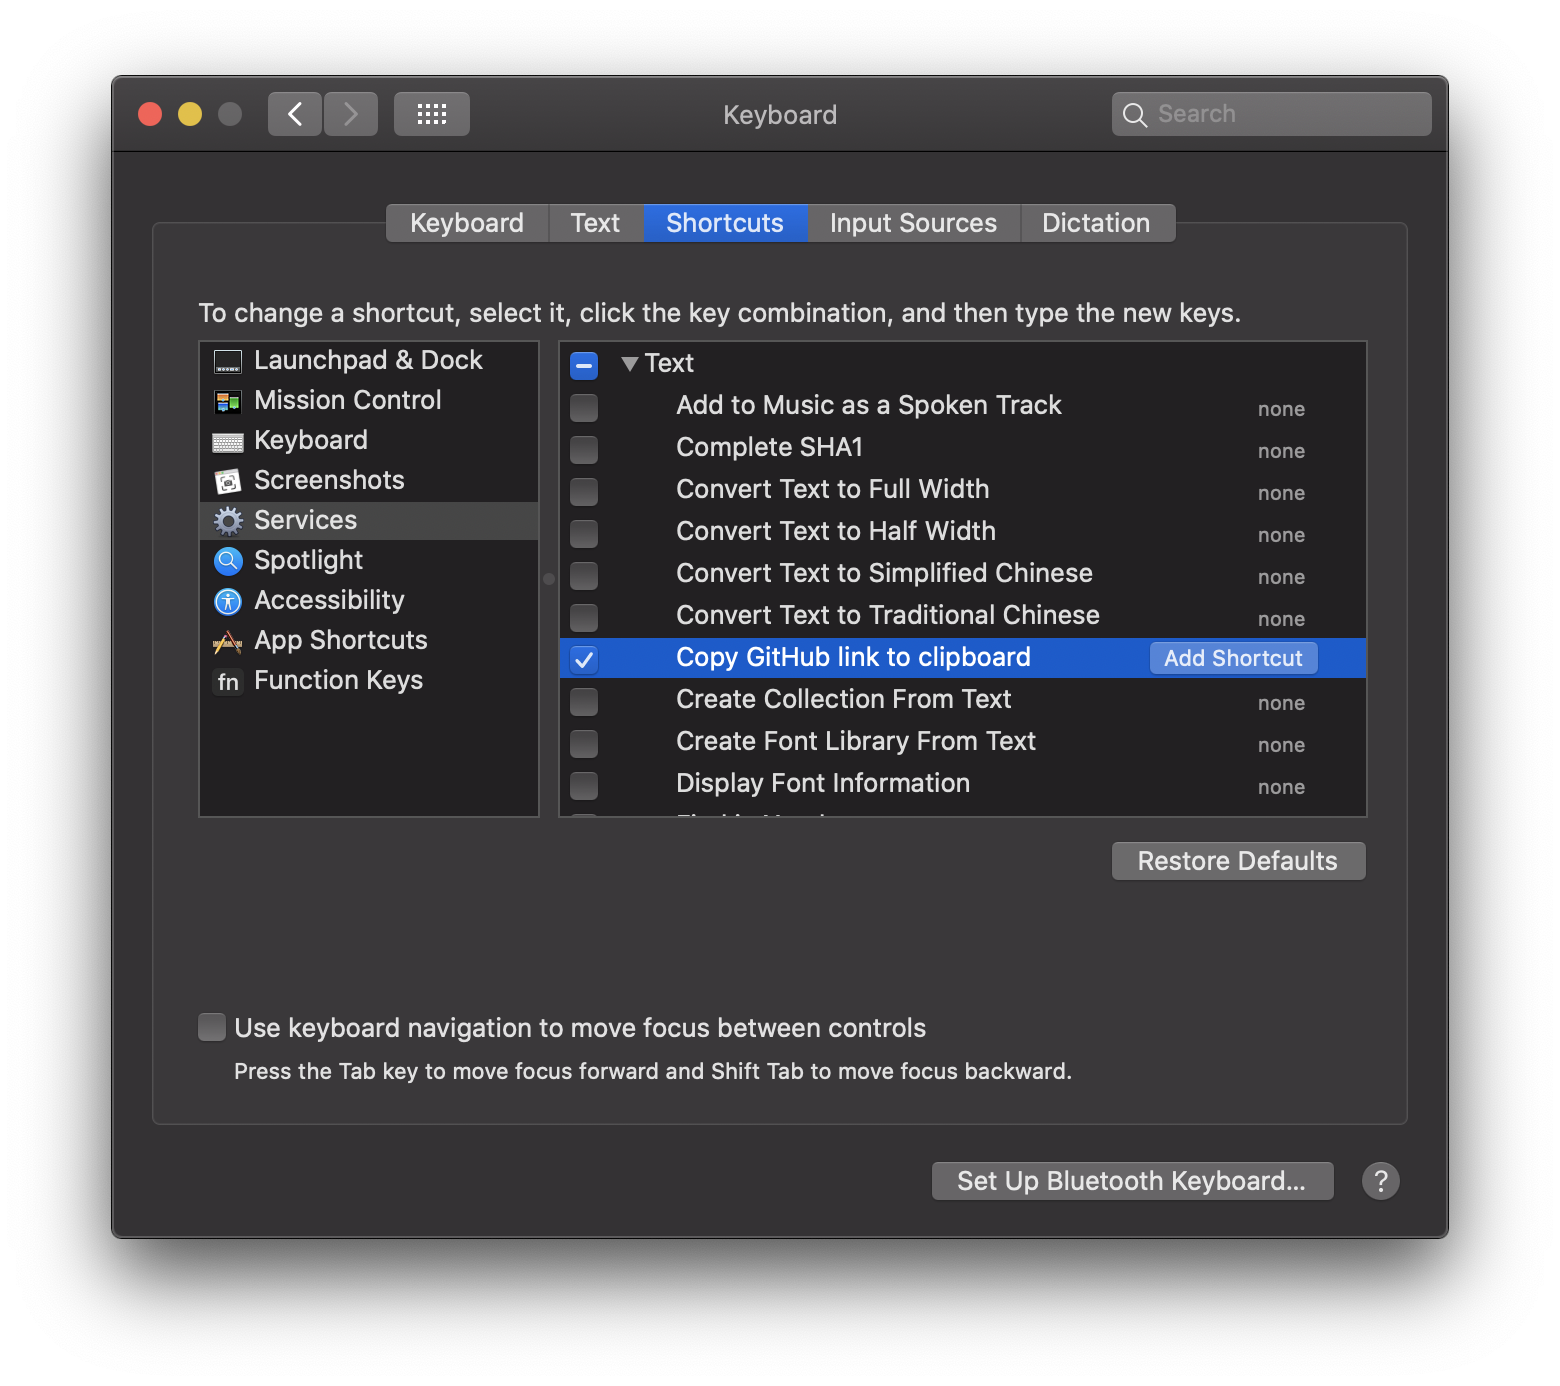 Keyboard
Search
Keyboard Text Shortcuts Input Sources Dictation
To change a shortcut, select it, click the key combination, and then type the new keys.
Launchpad & Dock
Mission Control
Keyboard
Screenshots
Services
Spotlight
Accessibility
App Shortcuts
fn Function Keys
Text
Add to Music as a Spoken Track none
Complete SHA1 none
Convert Text to Full Width none
Convert Text to Half Width none
Convert Text to Simplified Chinese none
Convert Text to Traditional Chinese none
Copy GitHub link to clipboard Add Shortcut
Create Collection From Text none
Create Font Library From Text none
Display Font Information none
Restore Defaults
Use keyboard navigation to move focus between controls
Press the Tab key to move focus forward and Shift Tab to move focus backward.
Set Up Bluetooth Keyboard... ?